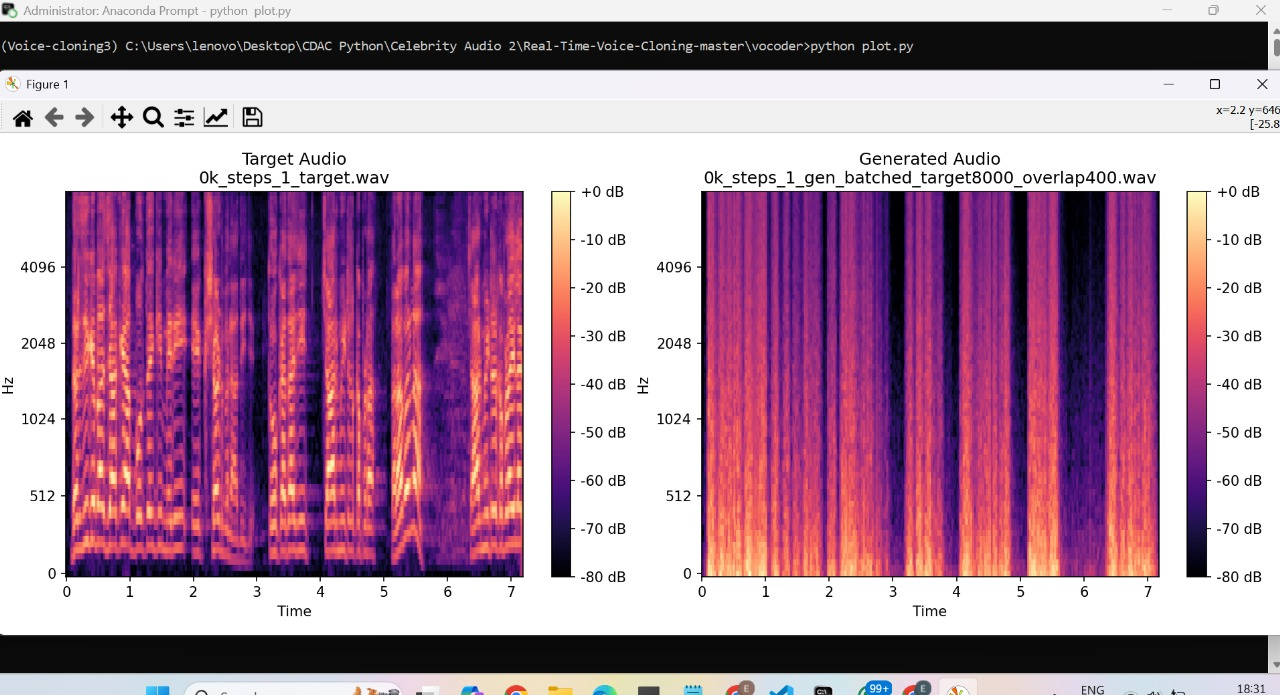 Administrator: Anaconda Prompt - python plot.py
(Voice-cloning3) C:\Users\lenovo\Desktop\CDAC Python\Celebrity Audio 2\Real-Time-Voice-Cloning-master\vocoder>python plot.py
Figure 1
x=2.2 y=646
[-25.8
Target Audio
0k_steps_1_target.wav
Hz
4096
2048
1024
512
0
0 1 2 3 4 5 6 7
Time
+0 dB
-10 dB
-20 dB
-30 dB
-40 dB
-50 dB
-60 dB
-70 dB
-80 dB
Generated Audio
0k_steps_1_gen_batched_target8000_overlap400.wav
Hz
4096
2048
1024
512
0
0 1 2 3 4 5 6 7
Time
+0 dB
-10 dB
-20 dB
-30 dB
-40 dB
-50 dB
-60 dB
-70 dB
-80 dB
E
99+
E
ENG
18:31